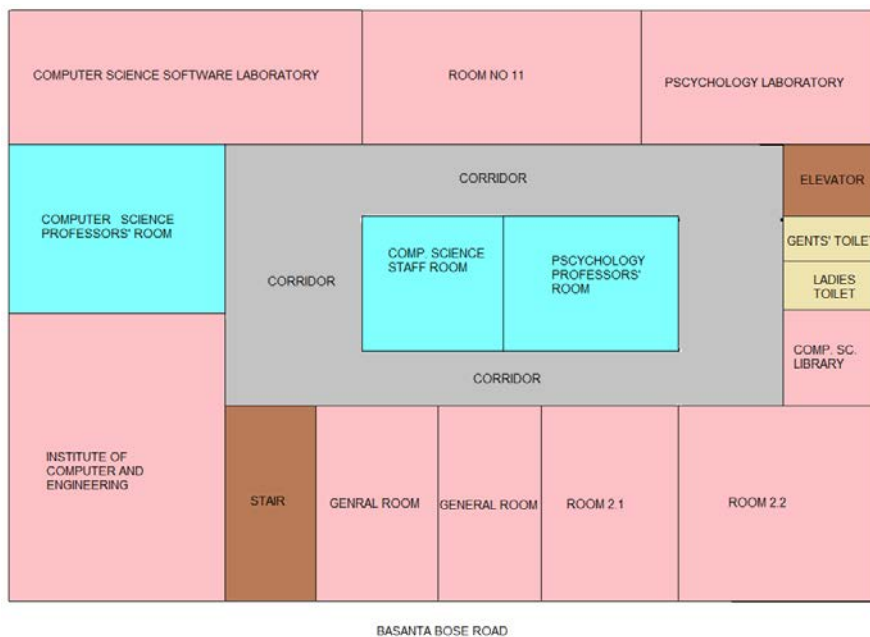 COMPUTER SCIENCE SOFTWARE LABORATORY
ROOM NO 11
PSCYCHOLOGY LABORATORY
CORRIDOR
ELEVATOR
COMPUTER SCIENCE
PROFESSORS' ROOM
GENTS' TOILET
COMP. SCIENCE
STAFF ROOM
PSCYCHOLOGY
PROFESSORS'
ROOM
CORRIDOR
LADIES
TOILET
COMP. SC.
LIBRARY
CORRIDOR
INSTITUTE OF
COMPUTER AND
ENGINEERING
STAIR
GENRAL ROOM
GENERAL ROOM
ROOM 2.1
ROOM 2.2
BASANTA BOSE ROAD